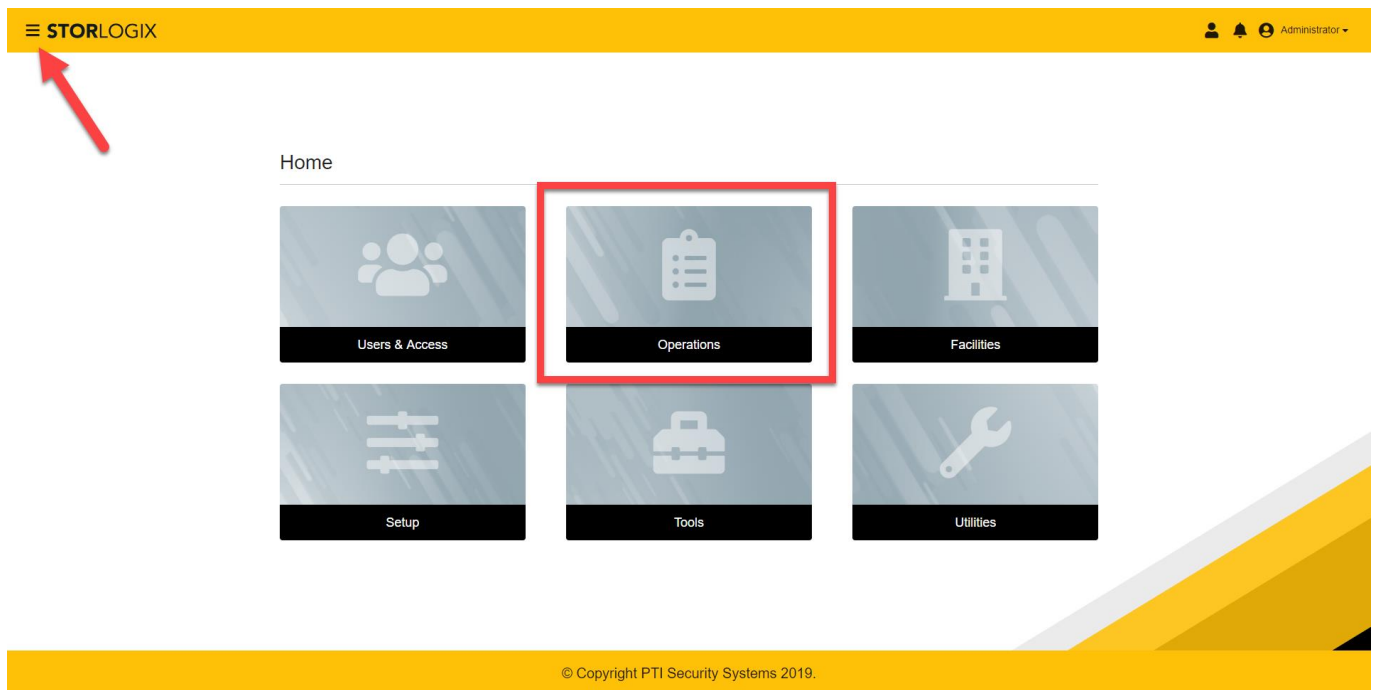 STORLOGIX
Administrator
Home
Users & Access
Operations
Facilities
Setup
Tools
Utilities
© Copyright PTI Security Systems 2019.